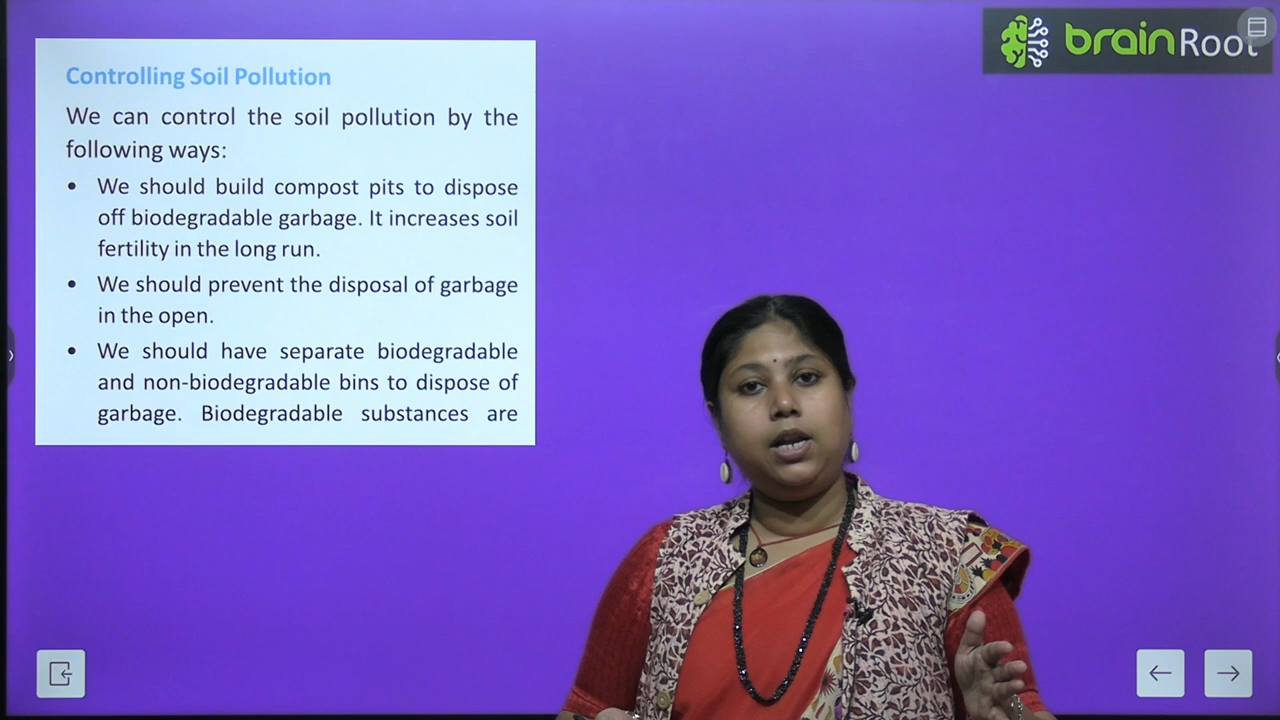 brainRoot
Controlling Soil Pollution
We can control the soil pollution by the
following ways:
• We should build compost pits to dispose
off biodegradable garbage. It increases soil
fertility in the long run.
• We should prevent the disposal of garbage
in the open.
• We should have separate biodegradable
and non-biodegradable bins to dispose of
garbage. Biodegradable substances are